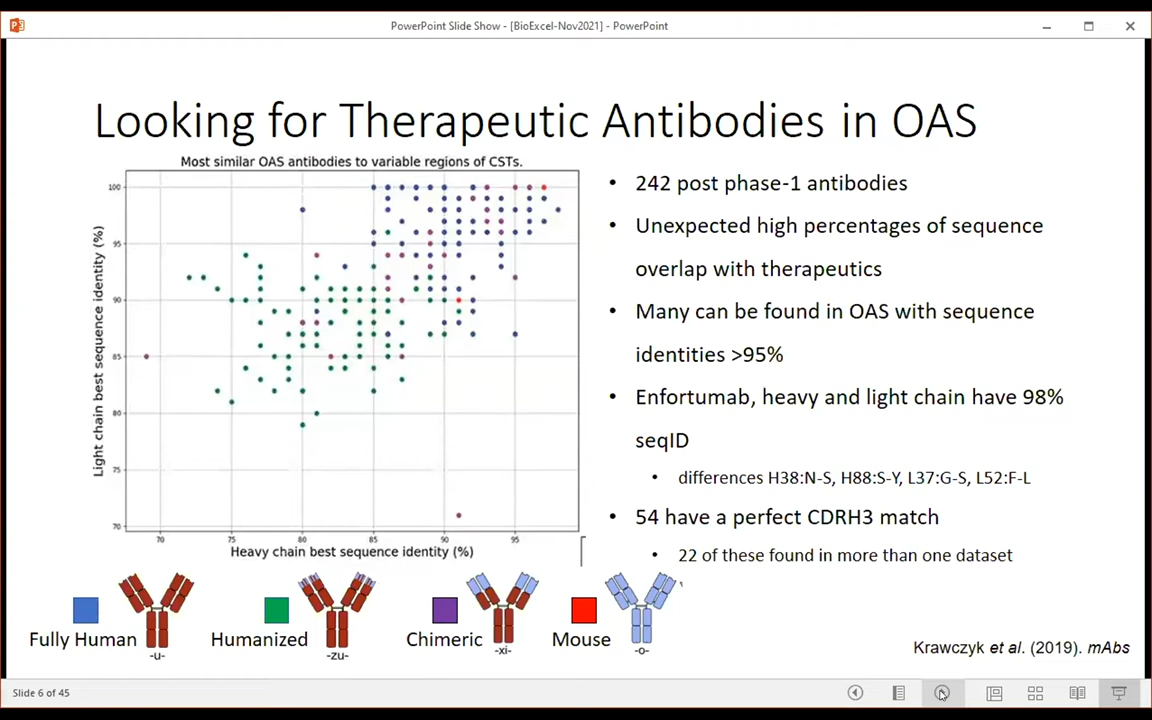 PowerPoint Slide Show - [BioExcel-Nov2021] - PowerPoint
Looking for Therapeutic Antibodies in OAS
Most similar OAS antibodies to variable regions of CSTs.
Light chain best sequence identity (%)
100
95
90
85
80
75
70
70
75
80
85
90
95
Heavy chain best sequence identity (%)
• 242 post phase-1 antibodies
• Unexpected high percentages of sequence
overlap with therapeutics
• Many can be found in OAS with sequence
identities >95%
• Enfortumab, heavy and light chain have 98%
seqID
• differences H38:N-S, H88:S-Y, L37:G-S, L52:F-L
• 54 have a perfect CDRH3 match
• 22 of these found in more than one dataset
Fully Human
-u-
Humanized
-zu-
Chimeric
-xi-
Mouse
-o-
Krawczyk et al. (2019). mAbs
Slide 6 of 45